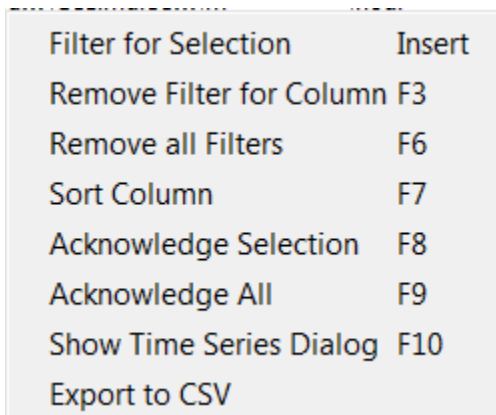 Filter for Selection Insert
Remove Filter for Column F3
Remove all Filters F6
Sort Column F7
Acknowledge Selection F8
Acknowledge All F9
Show Time Series Dialog F10
Export to CSV